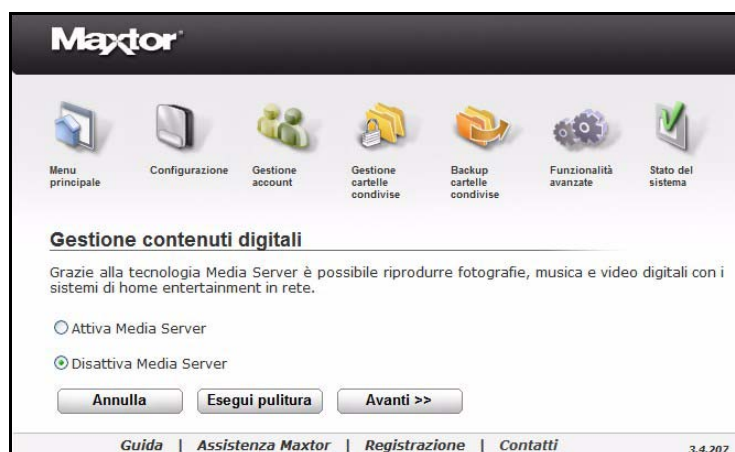 Maxtor
Menu principale
Configurazione
Gestione account
Gestione cartelle condivise
Backup cartelle condivise
Funzionalità avanzate
Stato del sistema
Gestione contenuti digitali
Grazie alla tecnologia Media Server è possibile riprodurre fotografie, musica e video digitali con i
sistemi di home entertainment in rete.
Attiva Media Server
Disattiva Media Server
Annulla Esegui pulitura Avanti >>
Guida | Assistenza Maxtor | Registrazione | Contatti 3.4.207